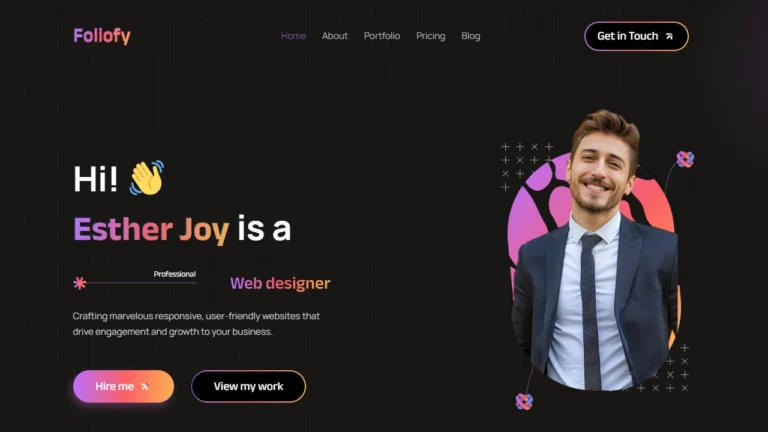 Follofy
Home About Portfolio Pricing Blog
Get in Touch
Hi! 👋
Esther Joy is a
Professional
Web designer
Crafting marvelous responsive, user-friendly websites that
drive engagement and growth to your business.
Hire me
View my work